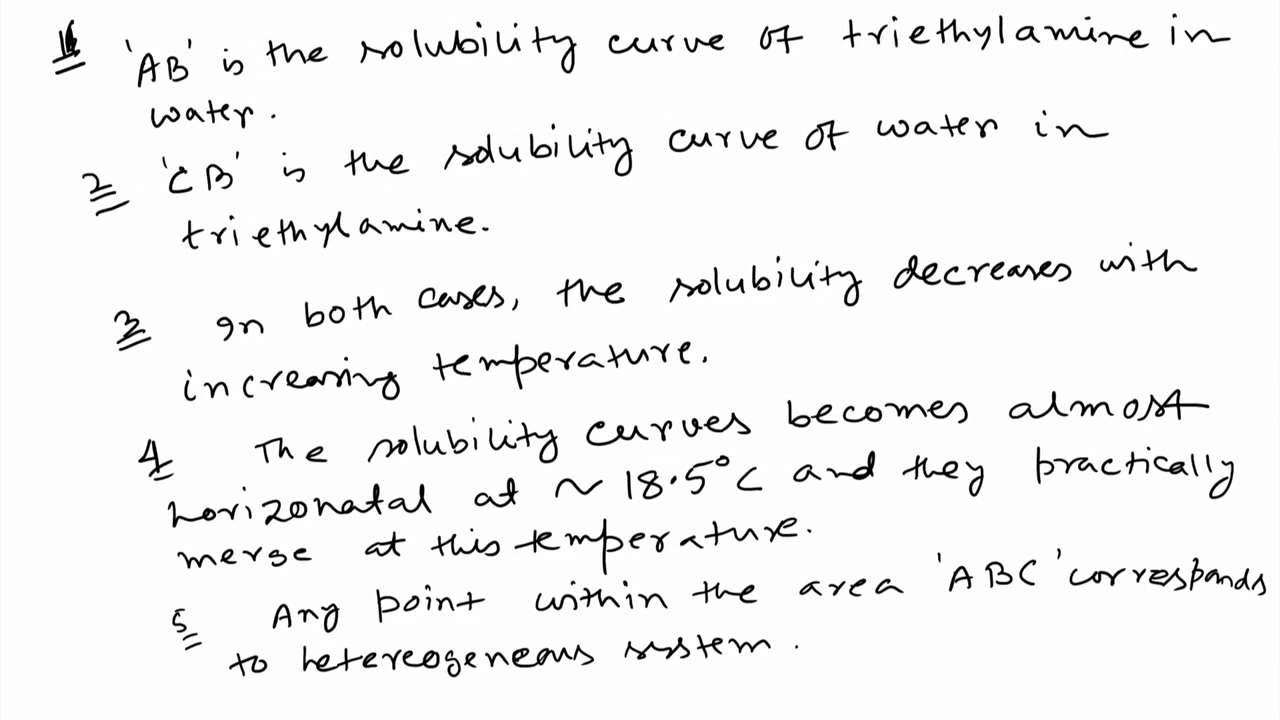 1 'AB' is the solubility curve of triethylamine in
water.
2 'CB' is the solubility curve of water in
triethylamine.
3 In both cases, the solubility decreases with
increasing temperature.
4 The solubility curves becomes almost
horizonatal at ~ 18.5°C and they practically
merge at this temperature.
5 Any point within the area 'ABC' corresponds
to hetereogeneous system.